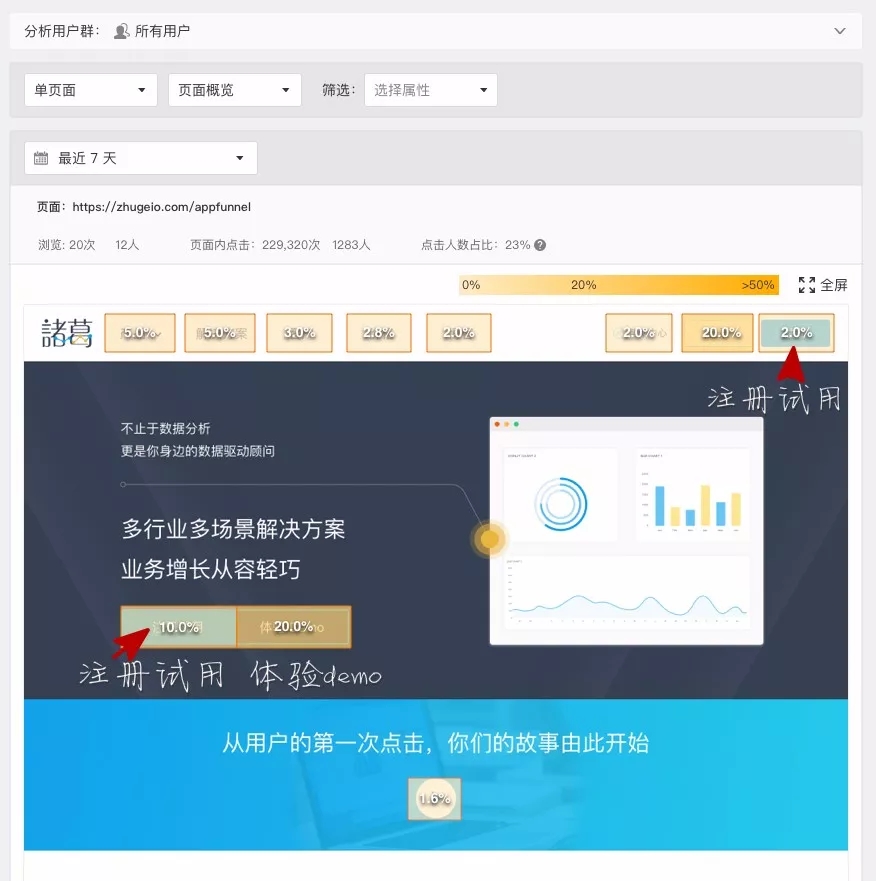 分析用户群： 所有用户
单页面 页面概览 筛选： 选择属性
最近 7 天
页面：https://zhugeio.com/appfunnel
浏览: 20次 12人 页面内点击：229,320次 1283人 点击人数占比：23% ?
0% 20% >50% 全屏
諸葛 5.0% 5.0% 3.0% 2.8% 2.0% 2.0% 20.0% 2.0%
注册试用
不止于数据分析
更是你身边的数据驱动顾问
多行业多场景解决方案
业务增长从容轻巧
10.0% 20.0%
注册试用 体验demo
从用户的第一次点击，你们的故事由此开始
1.6%